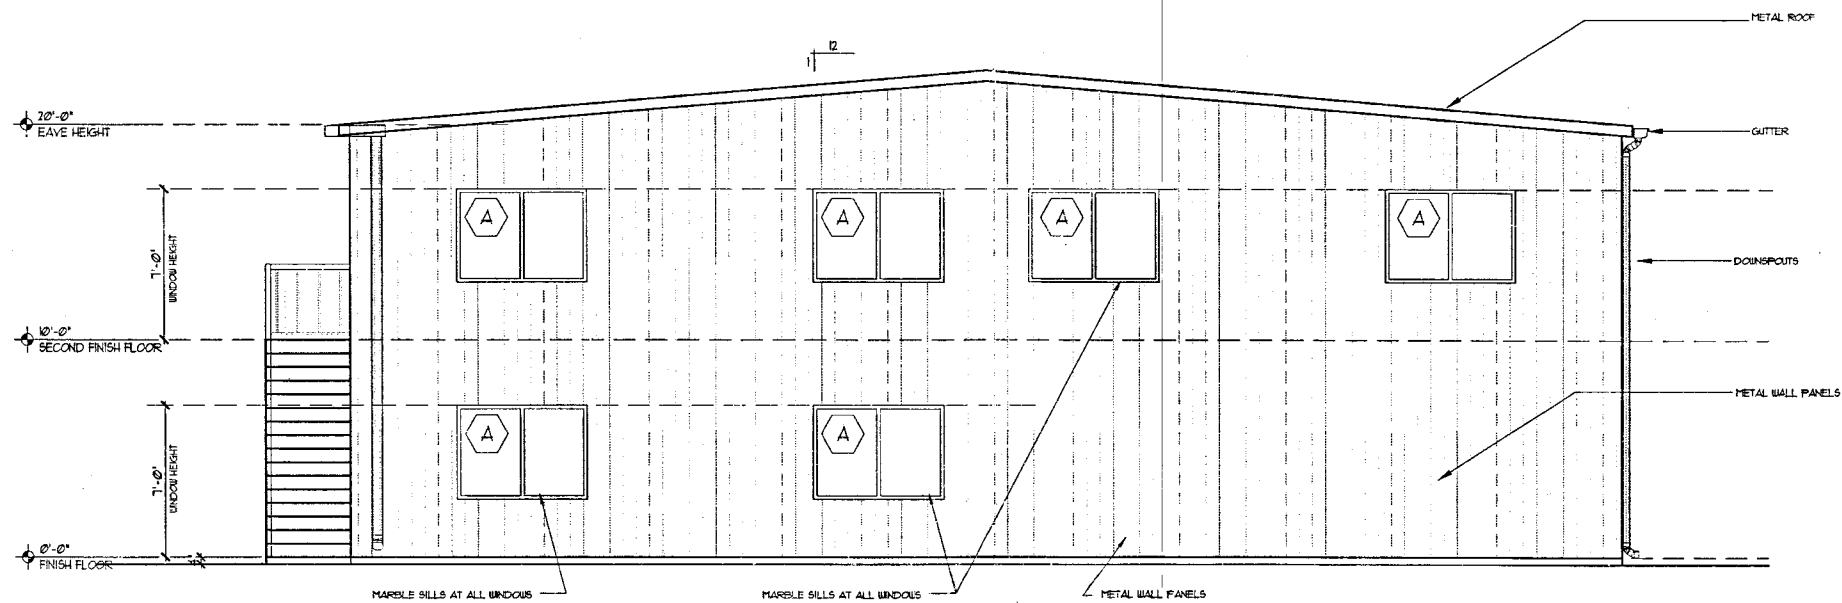 METAL ROOF
12
1
20'-0"
EAVE HEIGHT
GUTTER
A
A
A
A
7'-0"
WINDOW HEIGHT
DOWNSPOUTS
10'-0"
SECOND FINISH FLOOR
METAL WALL PANELS
A
A
7'-0"
WINDOW HEIGHT
0'-0"
FINISH FLOOR
MARBLE SILLS AT ALL WINDOWS
MARBLE SILLS AT ALL WINDOWS
METAL WALL PANELS